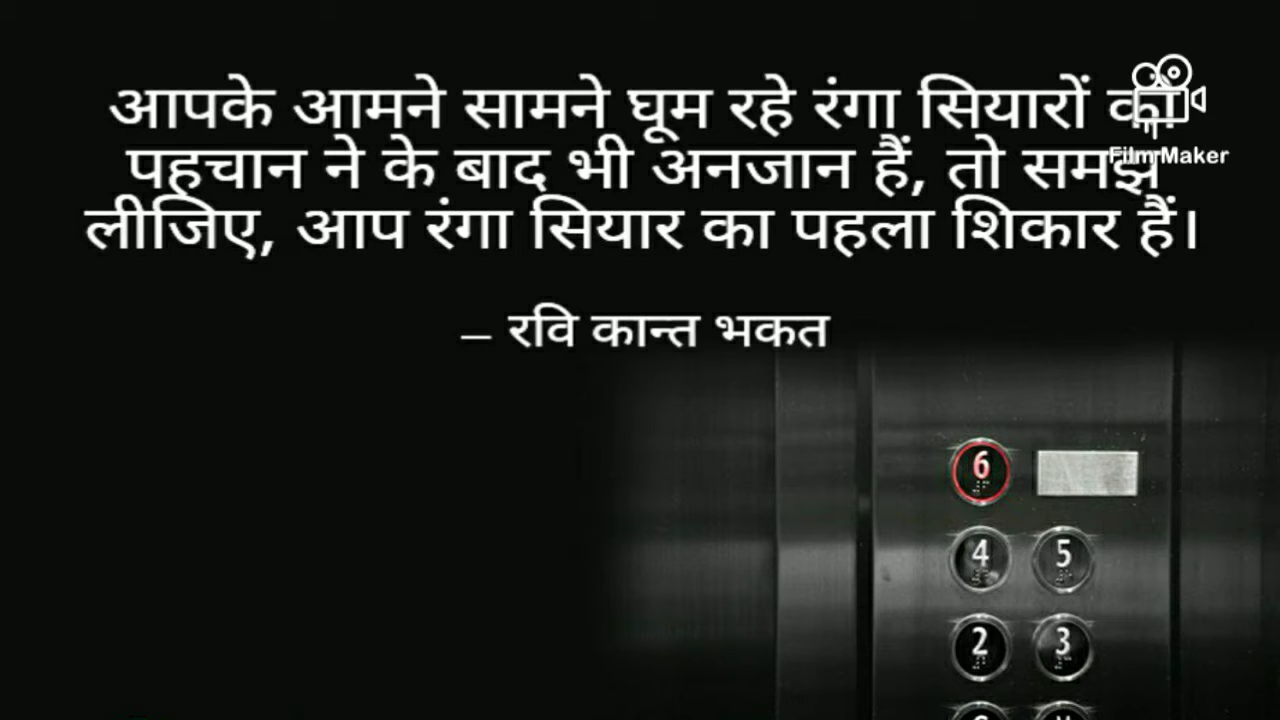 आपके आमने सामने घूम रहे रंगा सियारों को
पहचान ने के बाद भी अनजान हैं, तो समझ
लीजिए, आप रंगा सियार का पहला शिकार हैं।
– रवि कान्त भकत
FilmMaker
6
4 5
2 3